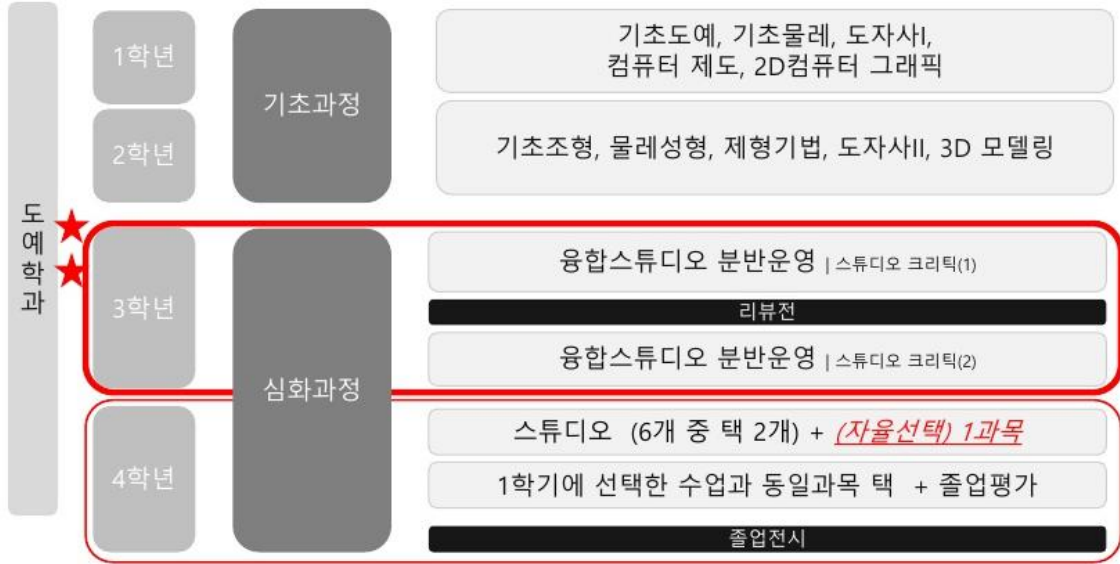 도예학과
1학년
기초과정
기초도예, 기초물레, 도자사I,
컴퓨터 제도, 2D컴퓨터 그래픽
2학년
기초조형, 물레성형, 제형기법, 도자사II, 3D 모델링
3학년
심화과정
융합스튜디오 분반운영 | 스튜디오 크리틱(1)
리뷰전
융합스튜디오 분반운영 | 스튜디오 크리틱(2)
4학년
스튜디오 (6개 중 택 2개) + (자율선택) 1과목
1학기에 선택한 수업과 동일과목 택 + 졸업평가
졸업전시